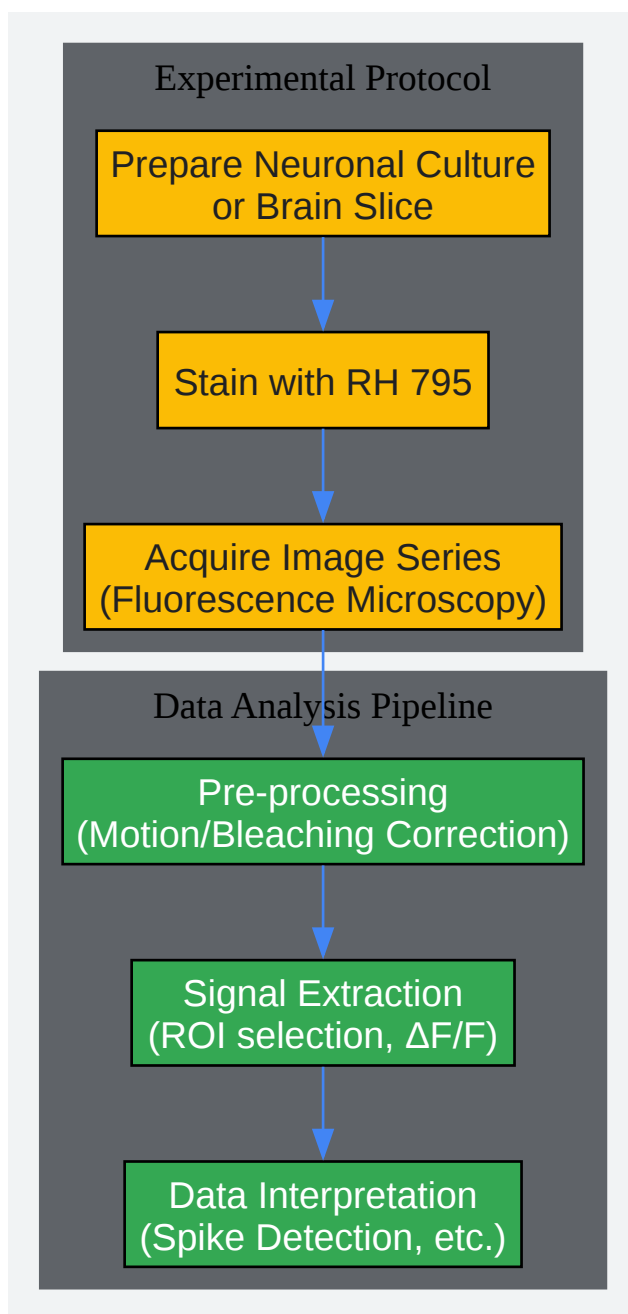 Experimental Protocol
Prepare Neuronal Culture
or Brain Slice
Stain with RH 795
Acquire Image Series
(Fluorescence Microscopy)
Data Analysis Pipeline
Pre-processing
(Motion/Bleaching Correction)
Signal Extraction
(ROI selection, ΔF/F)
Data Interpretation
(Spike Detection, etc.)